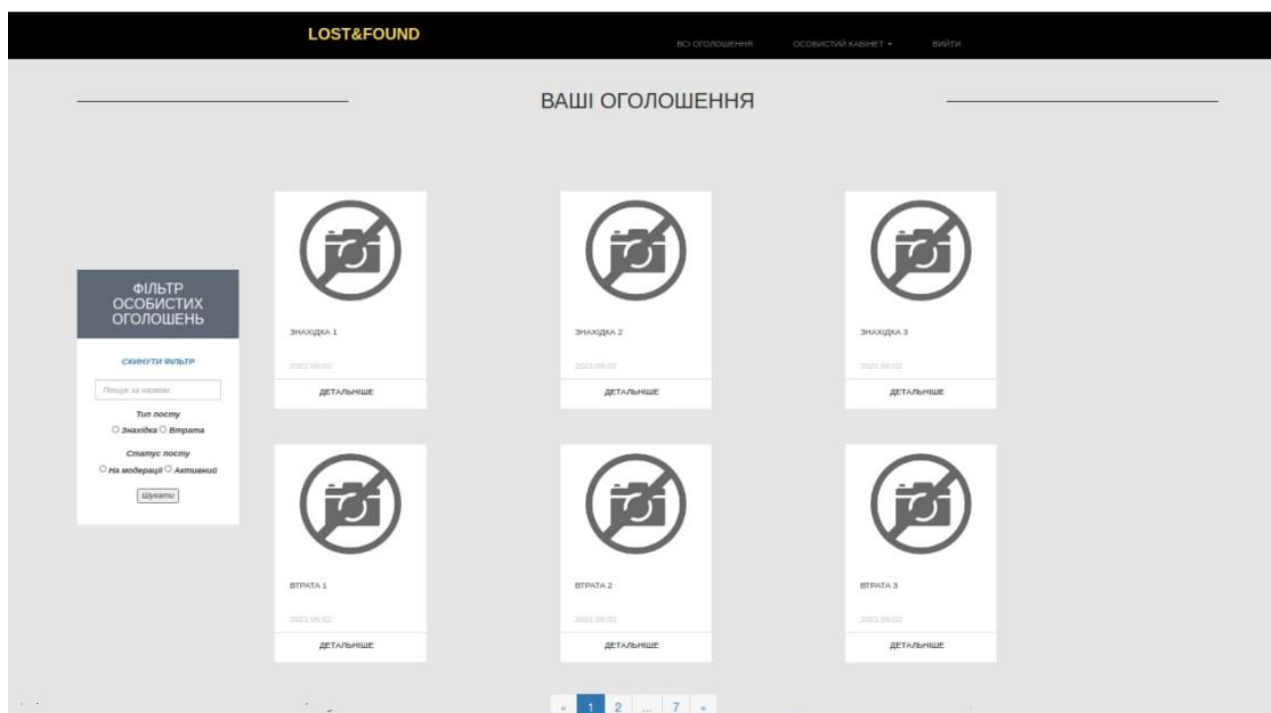 LOST&FOUND
ВСІ ОГОЛОШЕННЯ ОСОБИСТИЙ КАБІНЕТ ВИЙТИ
ВАШІ ОГОЛОШЕННЯ
ФІЛЬТР
ОСОБИСТИХ
ОГОЛОШЕНЬ
СКИНУТИ ФІЛЬТР
Пошук за назвою
Тип посту
Знахідка Втрата
Статус посту
На модерації Активний
Шукати
ЗНАХІДКА 1
2021.06.02
ДЕТАЛЬНІШЕ
ЗНАХІДКА 2
2021.06.02
ДЕТАЛЬНІШЕ
ЗНАХІДКА 3
2021.06.02
ДЕТАЛЬНІШЕ
ВТРАТА 1
2021.06.02
ДЕТАЛЬНІШЕ
ВТРАТА 2
2021.06.02
ДЕТАЛЬНІШЕ
ВТРАТА 3
2021.06.02
ДЕТАЛЬНІШЕ
« 1 2 ... 7 »